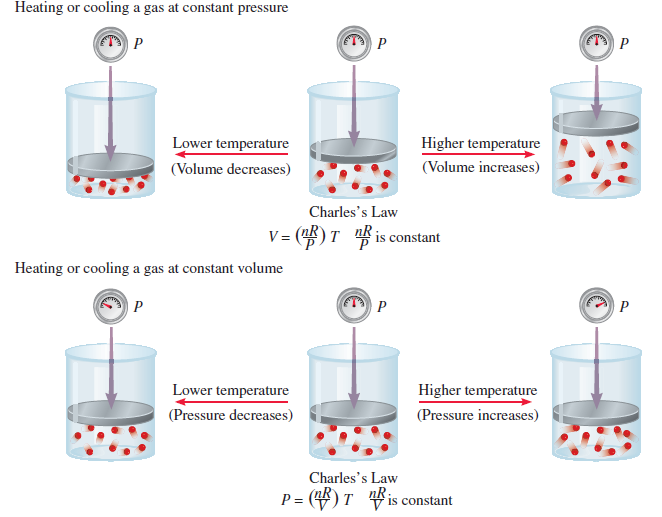 Heating or cooling a gas at constant pressure
P
P
P
Lower temperature
(Volume decreases)
Higher temperature
(Volume increases)
Charles's Law
V = (nR/P) T nR/P is constant
Heating or cooling a gas at constant volume
P
P
P
Lower temperature
(Pressure decreases)
Higher temperature
(Pressure increases)
Charles's Law
P = (nR/V) T nR/V is constant